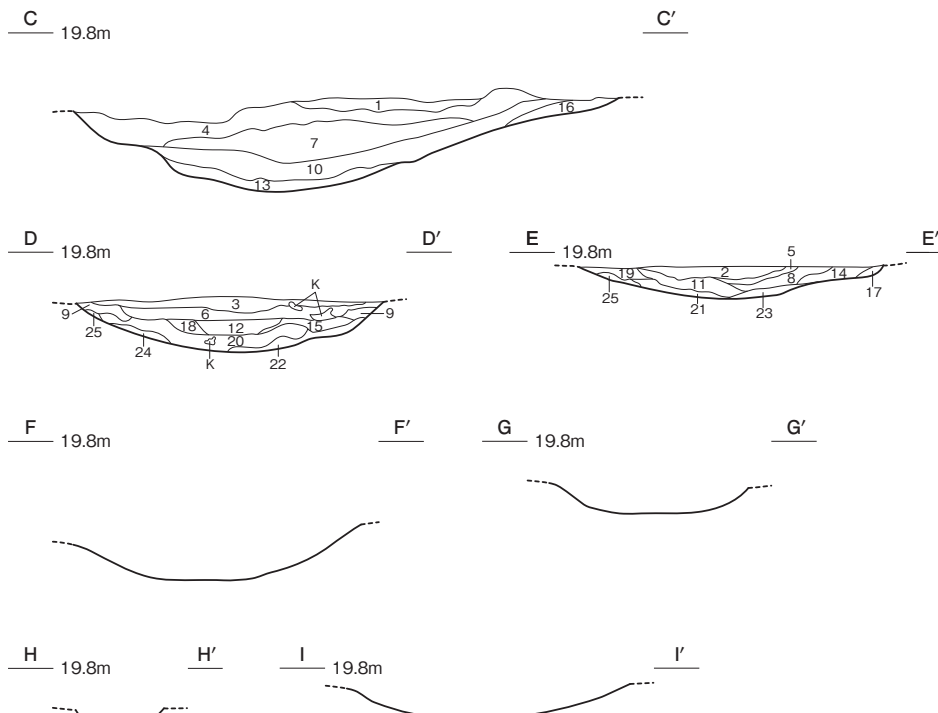 C 19.8m C′
1
16
4
7
10
13
D 19.8m D′ E 19.8m E′
5
K
19 2 14
3 11 8
9 6 9 25 17
18 12 15 21 23
25 20
24 K 22
F 19.8m F′ G 19.8m G′
H 19.8m H′ I 19.8m I′